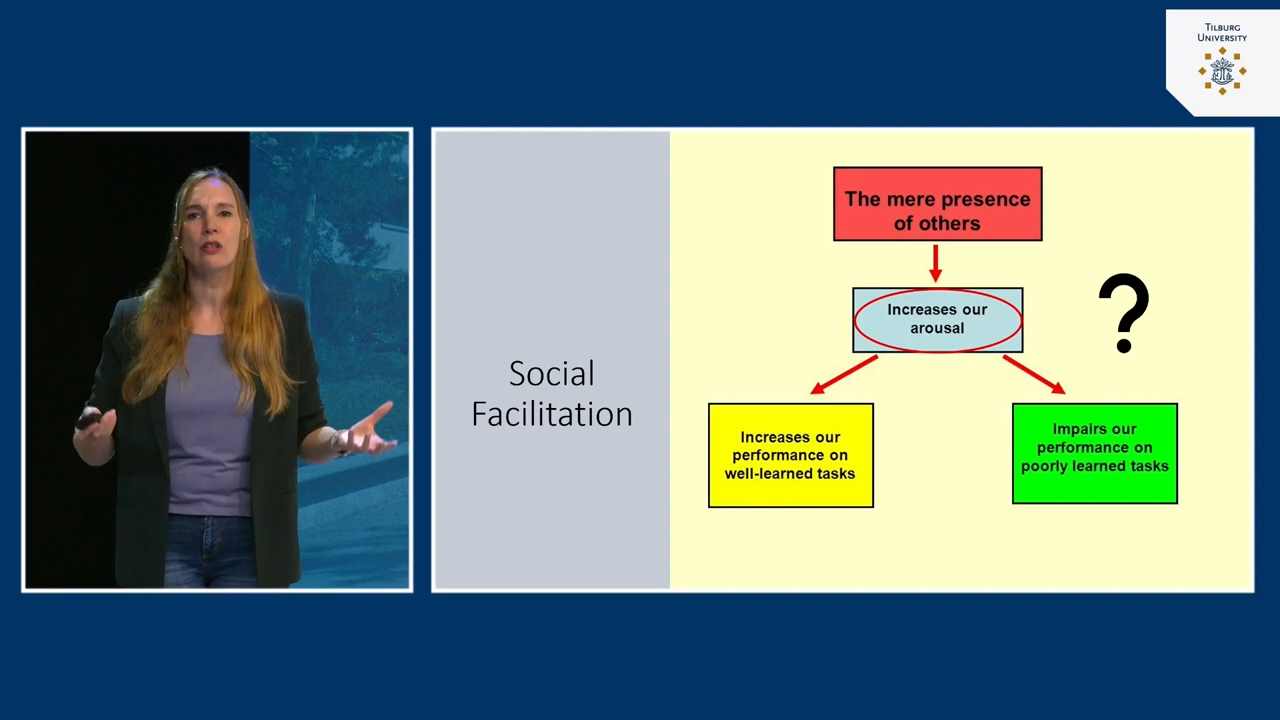 TILBURG
UNIVERSITY
Social
Facilitation
The mere presence
of others
Increases our
arousal
?
Increases our
performance on
well-learned tasks
Impairs our
performance on
poorly learned tasks